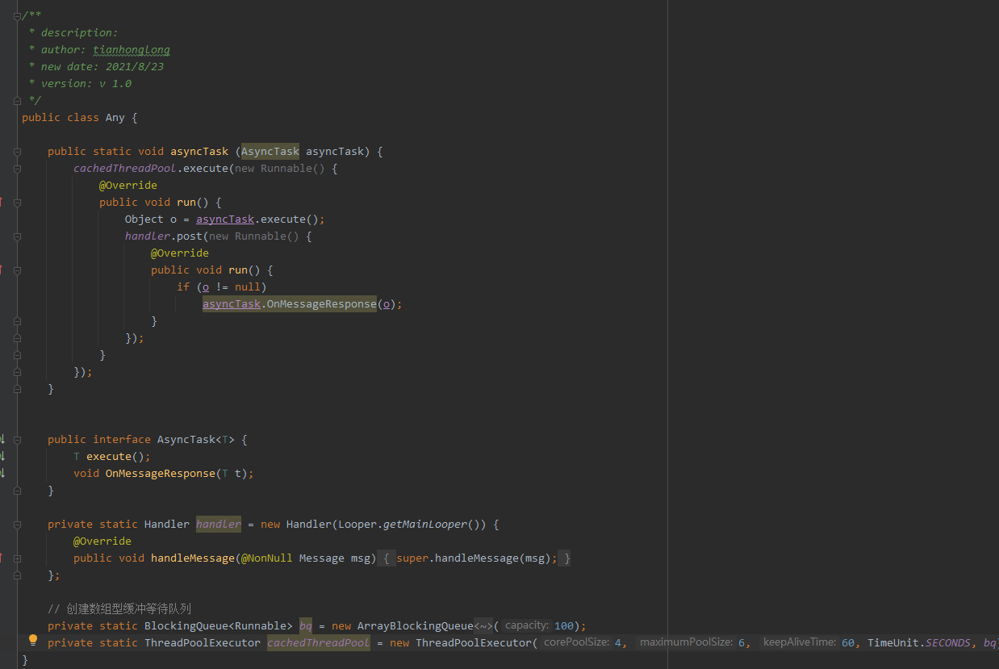 /**
 * description:
 * author: tianhonglong
 * new date: 2021/8/23
 * version: v 1.0
 */
public class Any {
    public static void asyncTask (AsyncTask asyncTask) {
        cachedThreadPool.execute(new Runnable() {
            @Override
            public void run() {
                Object o = asyncTask.execute();
                handler.post(new Runnable() {
                    @Override
                    public void run() {
                        if (o != null)
                            asyncTask.OnMessageResponse(o);
                    }
                });
            }
        });
    }
    public interface AsyncTask<T> {
        T execute();
        void OnMessageResponse(T t);
    }
    private static Handler handler = new Handler(Looper.getMainLooper()) {
        @Override
        public void handleMessage(@NonNull Message msg) { super.handleMessage(msg); }
    };
    // 创建数组型缓冲等待队列
    private static BlockingQueue<Runnable> bq = new ArrayBlockingQueue<~>( capacity: 100);
    private static ThreadPoolExecutor cachedThreadPool = new ThreadPoolExecutor( corePoolSize: 4, maximumPoolSize: 6, keepAliveTime: 60, TimeUnit.SECONDS, bq
}